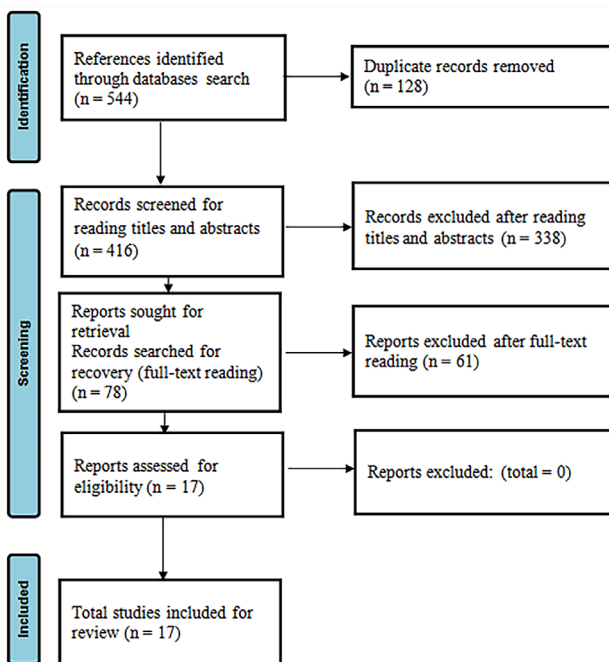 Identification
References identified
through databases search
(n = 544)
Duplicate records removed
(n = 128)
Screening
Records screened for
reading titles and abstracts
(n = 416)
Records excluded after reading
titles and abstracts (n = 338)
Reports sought for
retrieval
Records searched for
recovery (full-text reading)
(n = 78)
Reports excluded after full-text
reading (n = 61)
Reports assessed for
eligibility (n = 17)
Reports excluded: (total = 0)
Included
Total studies included for
review (n = 17)